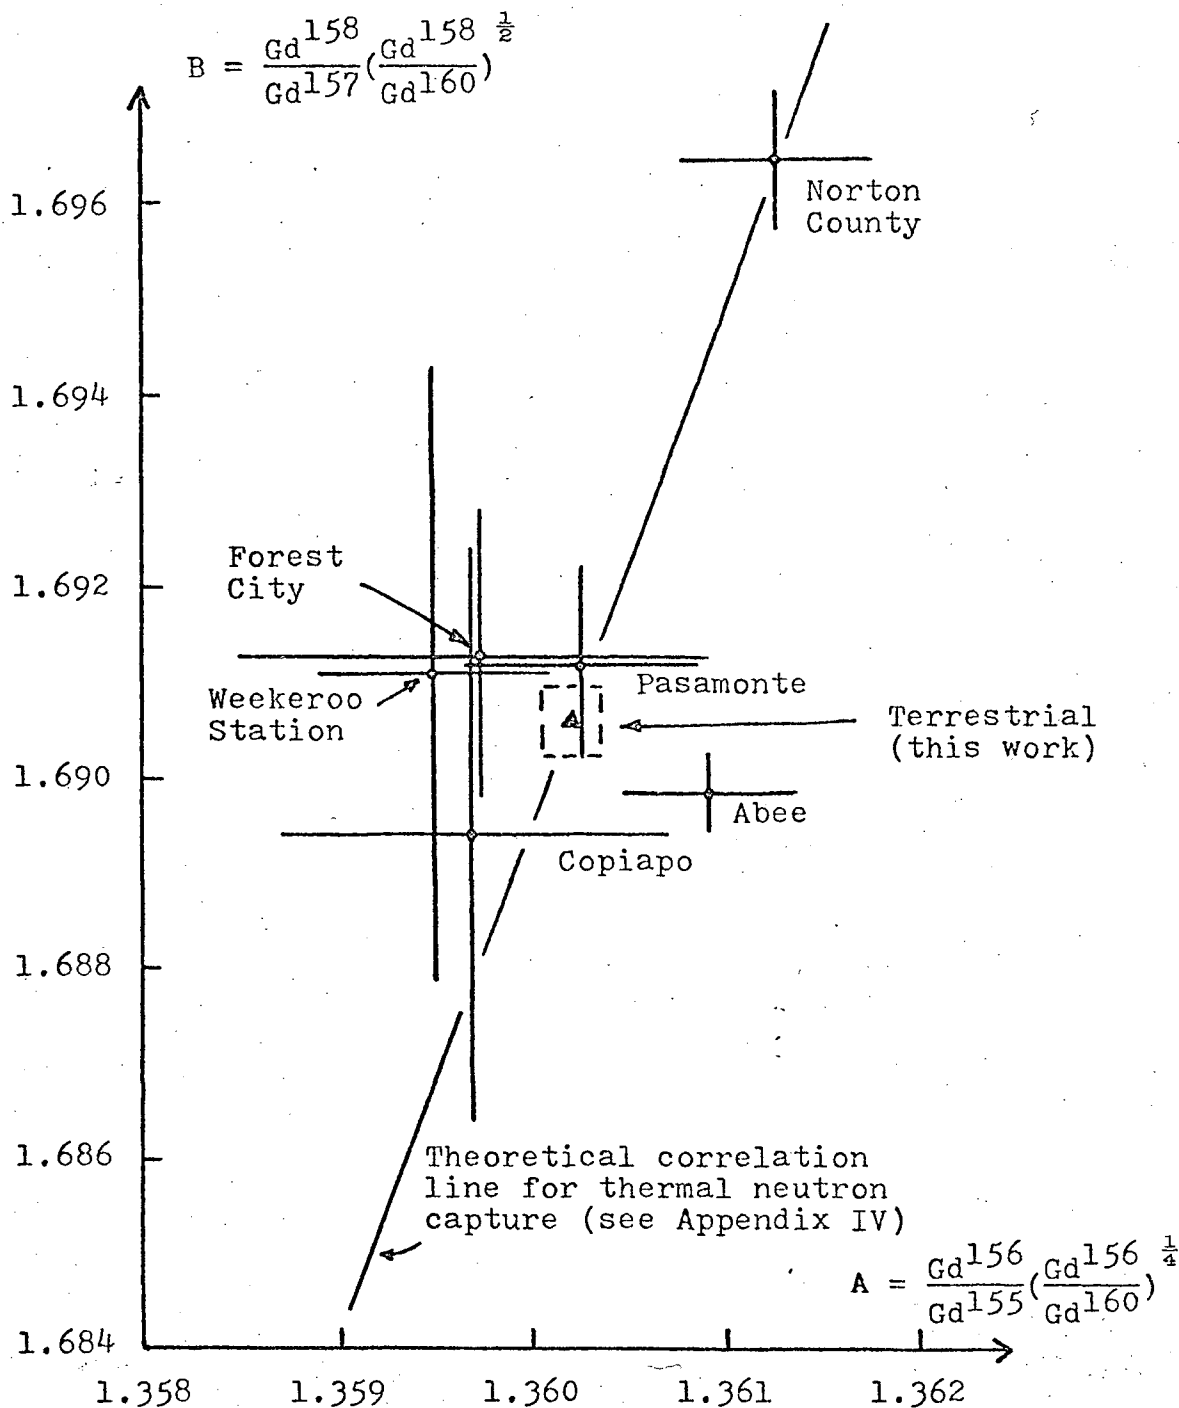 B = Gd158/Gd157 (Gd158/Gd160)^1/2
1.696
Norton
County
1.694
Forest
City
1.692
Weekeroo
Station
Pasamonte
Terrestrial
(this work)
1.690
Abee
Copiapo
1.688
1.686
Theoretical correlation
line for thermal neutron
capture (see Appendix IV)
A = Gd156/Gd155 (Gd156/Gd160)^1/4
1.684
1.358 1.359 1.360 1.361 1.362